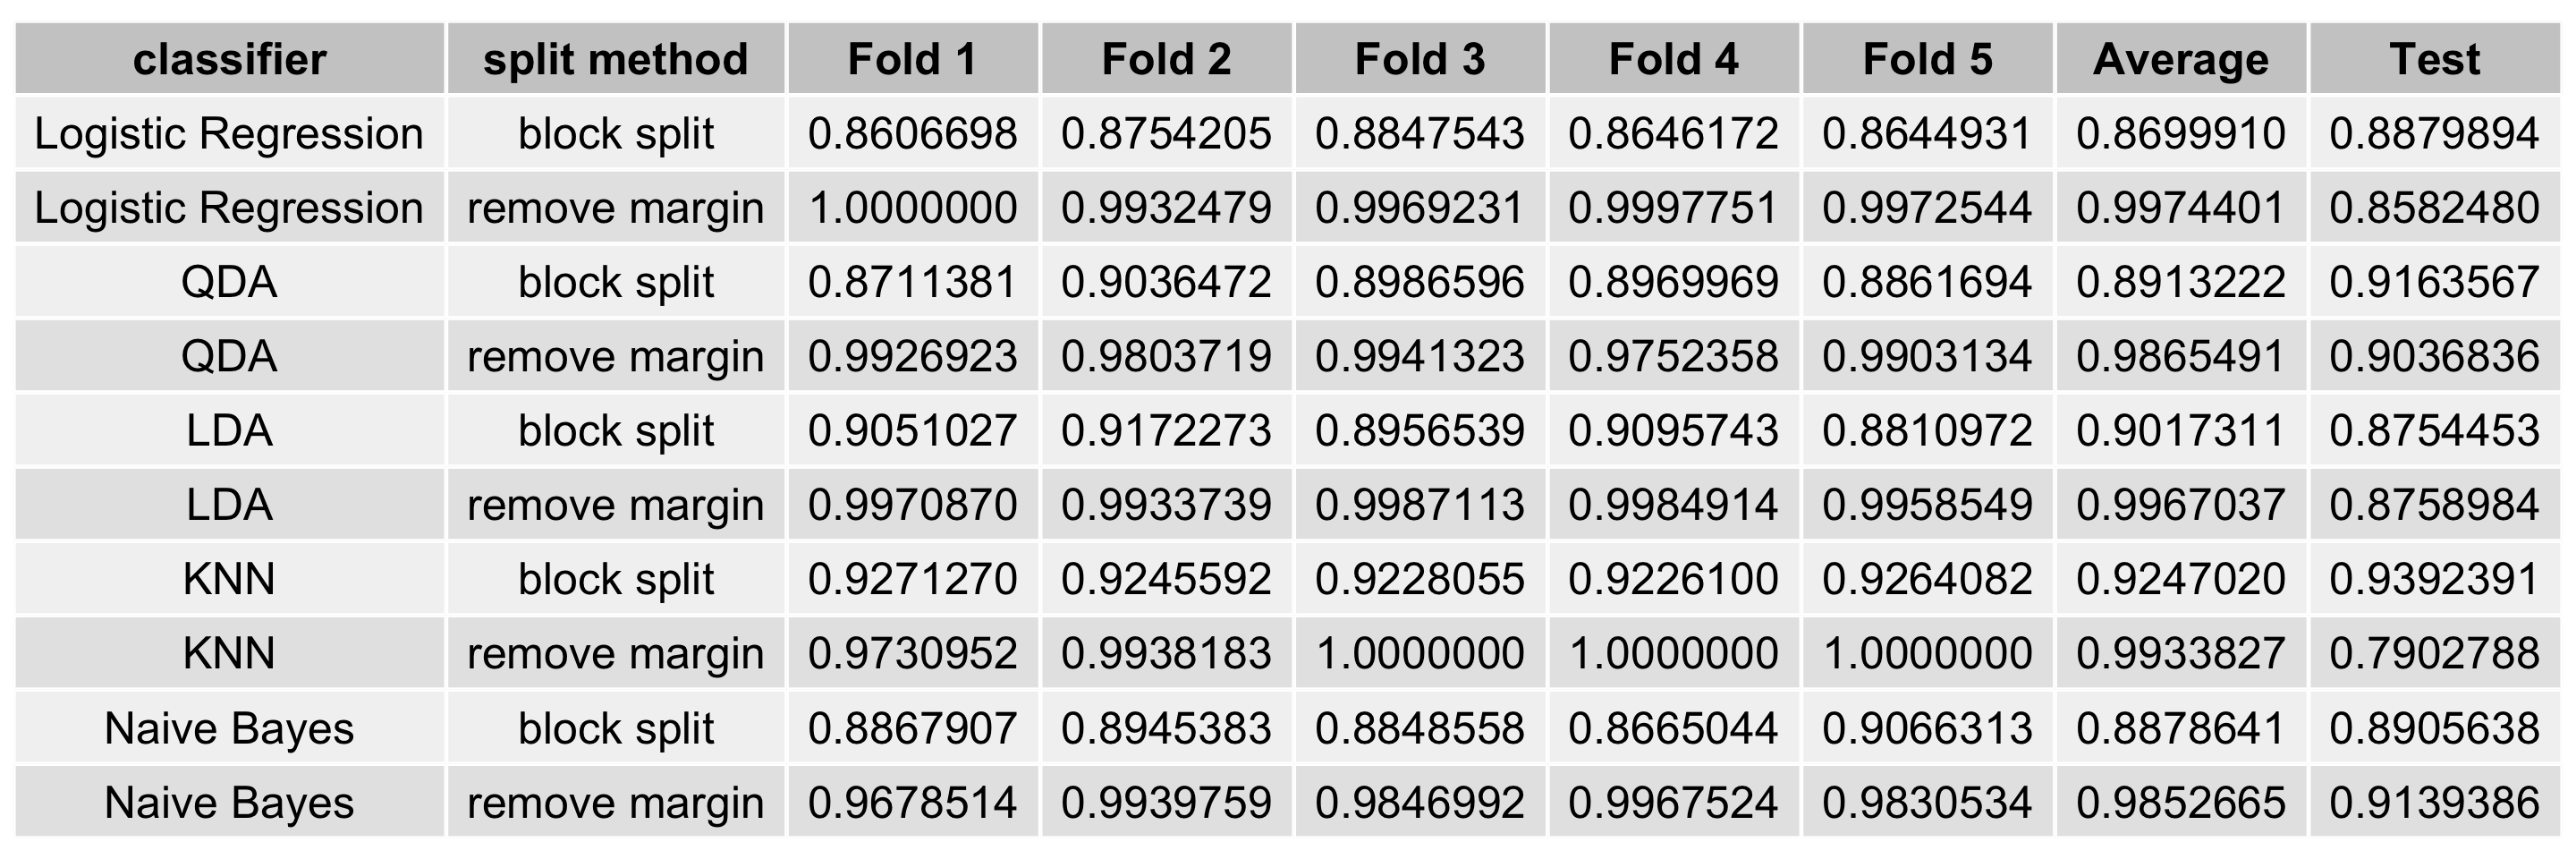 classifier split method Fold 1 Fold 2 Fold 3 Fold 4 Fold 5 Average Test
Logistic Regression block split 0.8606698 0.8754205 0.8847543 0.8646172 0.8644931 0.8699910 0.8879894
Logistic Regression remove margin 1.0000000 0.9932479 0.9969231 0.9997751 0.9972544 0.9974401 0.8582480
QDA block split 0.8711381 0.9036472 0.8986596 0.8969969 0.8861694 0.8913222 0.9163567
QDA remove margin 0.9926923 0.9803719 0.9941323 0.9752358 0.9903134 0.9865491 0.9036836
LDA block split 0.9051027 0.9172273 0.8956539 0.9095743 0.8810972 0.9017311 0.8754453
LDA remove margin 0.9970870 0.9933739 0.9987113 0.9984914 0.9958549 0.9967037 0.8758984
KNN block split 0.9271270 0.9245592 0.9228055 0.9226100 0.9264082 0.9247020 0.9392391
KNN remove margin 0.9730952 0.9938183 1.0000000 1.0000000 1.0000000 0.9933827 0.7902788
Naive Bayes block split 0.8867907 0.8945383 0.8848558 0.8665044 0.9066313 0.8878641 0.8905638
Naive Bayes remove margin 0.9678514 0.9939759 0.9846992 0.9967524 0.9830534 0.9852665 0.9139386